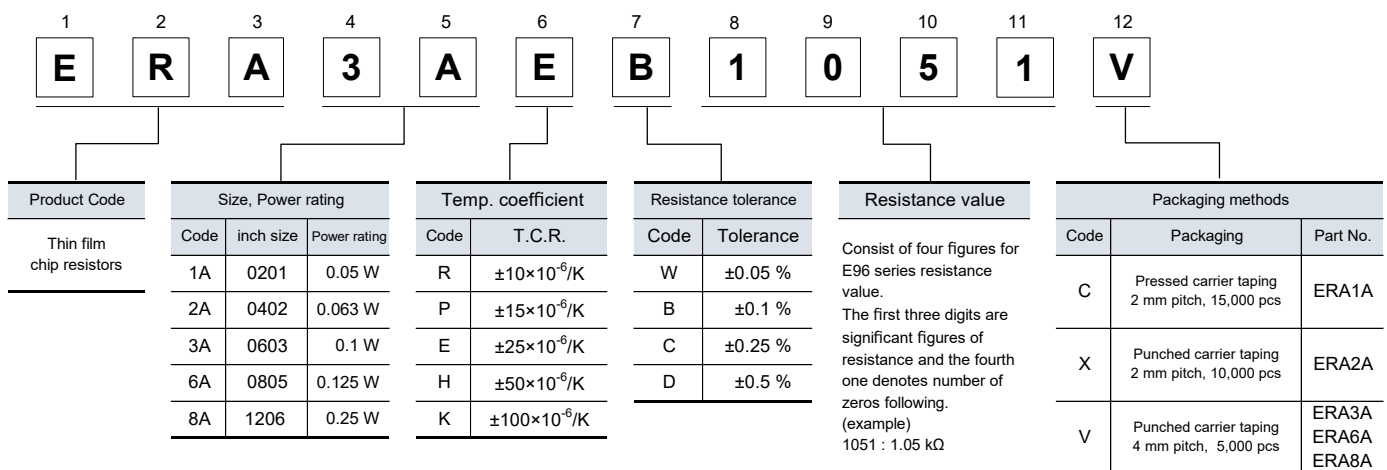 1 2 3 4 5 6 7 8 9 10 11 12
E R A 3 A E B 1 0 5 1 V
Product Code
Thin film
chip resistors
Size, Power rating
Code inch size Power rating
1A 0201 0.05 W
2A 0402 0.063 W
3A 0603 0.1 W
6A 0805 0.125 W
8A 1206 0.25 W
Temp. coefficient
Code T.C.R.
R ±10×10⁻⁶/K
P ±15×10⁻⁶/K
E ±25×10⁻⁶/K
H ±50×10⁻⁶/K
K ±100×10⁻⁶/K
Resistance tolerance
Code Tolerance
W ±0.05 %
B ±0.1 %
C ±0.25 %
D ±0.5 %
Resistance value
Consist of four figures for
E96 series resistance
value.
The first three digits are
significant figures of
resistance and the fourth
one denotes number of
zeros following.
(example)
1051 : 1.05 kΩ
Packaging methods
Code Packaging Part No.
C Pressed carrier taping
2 mm pitch, 15,000 pcs ERA1A
X Punched carrier taping
2 mm pitch, 10,000 pcs ERA2A
V Punched carrier taping
4 mm pitch, 5,000 pcs
ERA3A
ERA6A
ERA8A